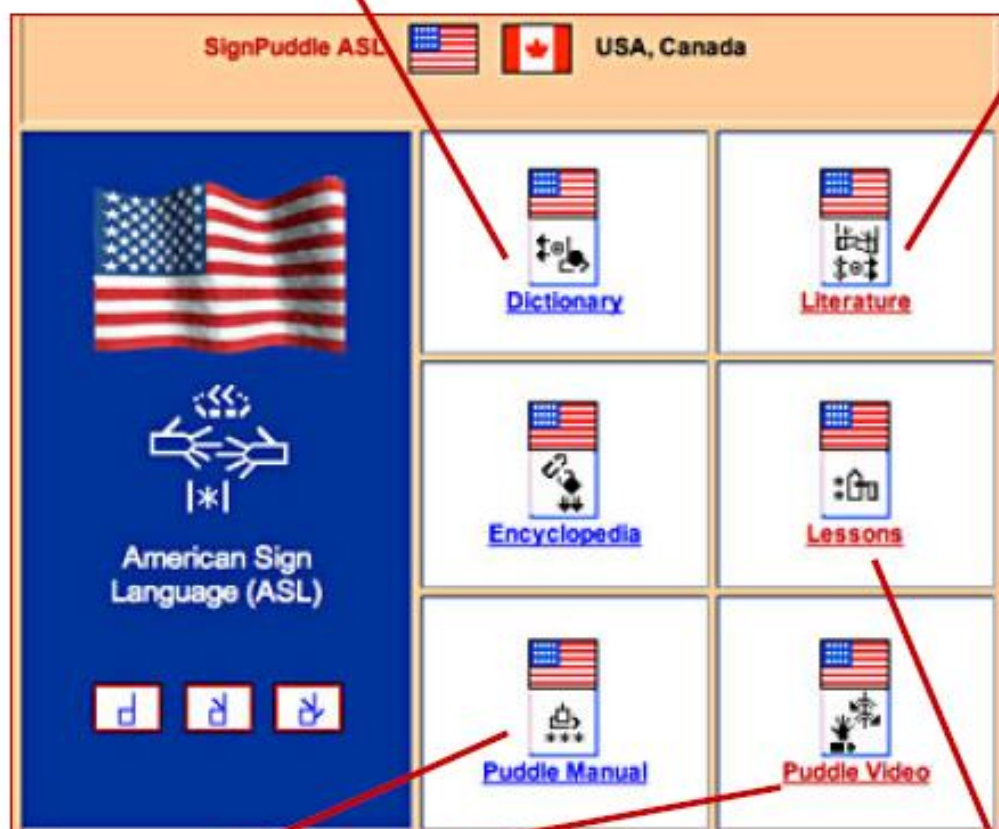 SignPuddle ASL USA, Canada
Dictionary
Literature
Encyclopedia
Lessons
American Sign
Language (ASL)
Puddle Manual
Puddle Video